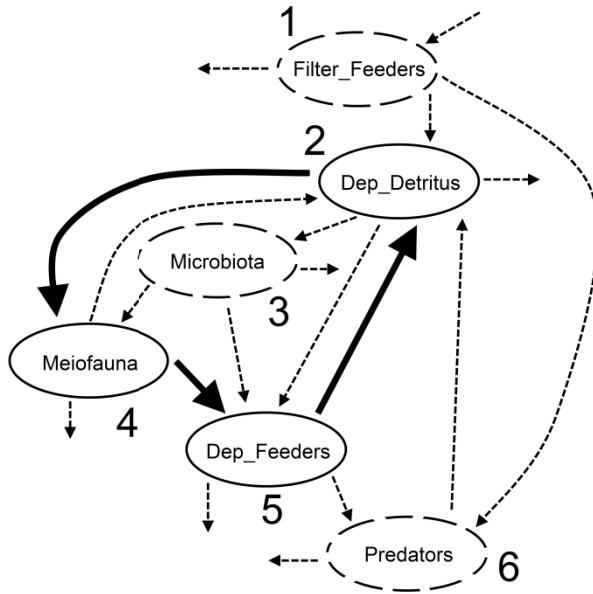 1
Filter_Feeders
2
Dep_Detritus
Microbiota
3
Meiofauna
4
Dep_Feeders
5
Predators
6